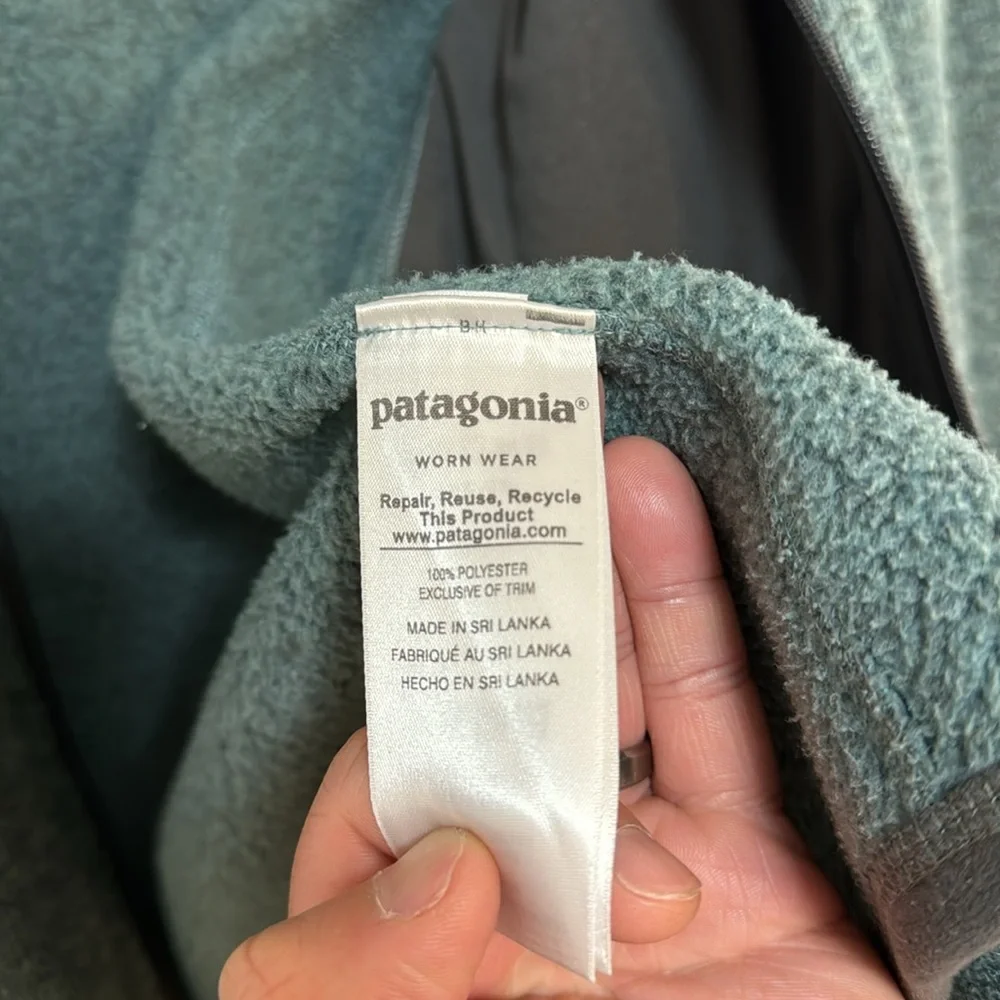 patagonia®
WORN WEAR
Repair, Reuse, Recycle
This Product
www.patagonia.com
100% POLYESTER
EXCLUSIVE OF TRIM
MADE IN SRI LANKA
FABRIQUÉ AU SRI LANKA
HECHO EN SRI LANKA